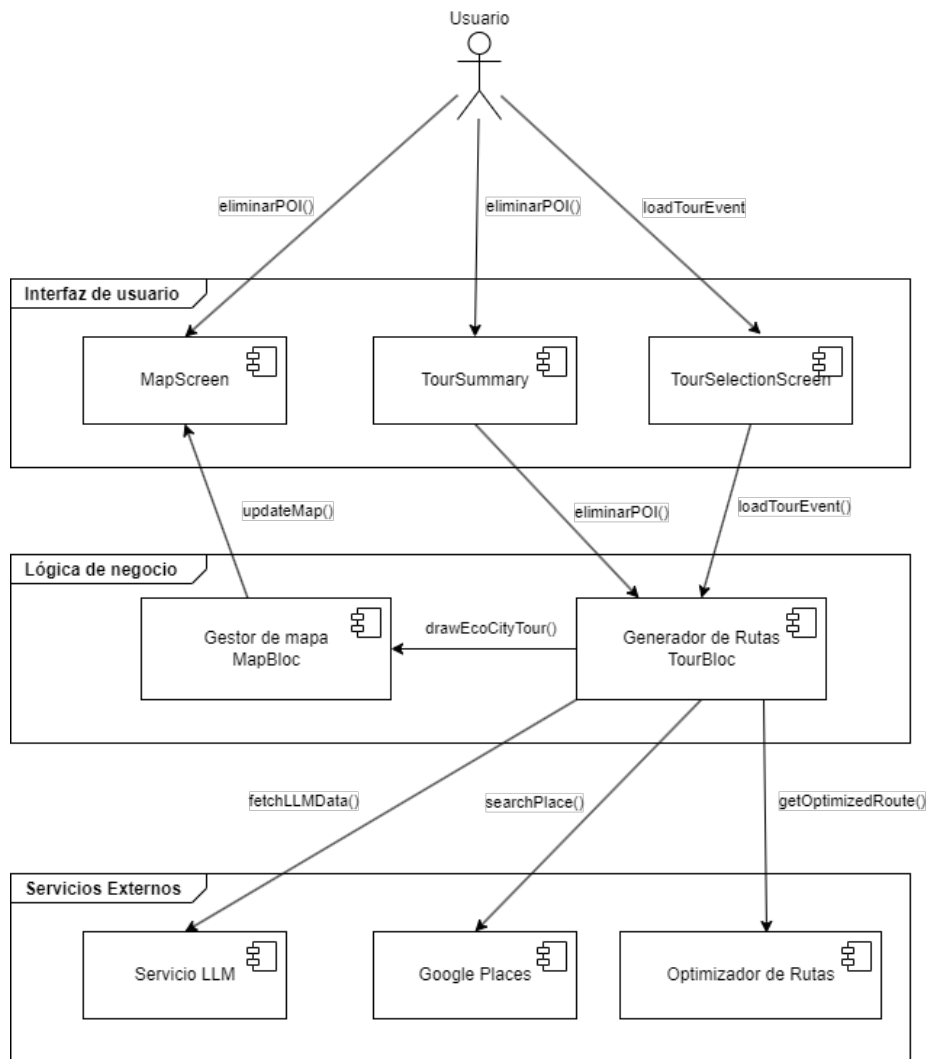 Usuario
eliminarPOI()
eliminarPOI()
loadTourEvent
Interfaz de usuario
MapScreen
TourSummary
TourSelectionScreen
updateMap()
eliminarPOI()
loadTourEvent()
Lógica de negocio
Gestor de mapa
MapBloc
drawEcoCityTour()
Generador de Rutas
TourBloc
fetchLLMData()
searchPlace()
getOptimizedRoute()
Servicios Externos
Servicio LLM
Google Places
Optimizador de Rutas